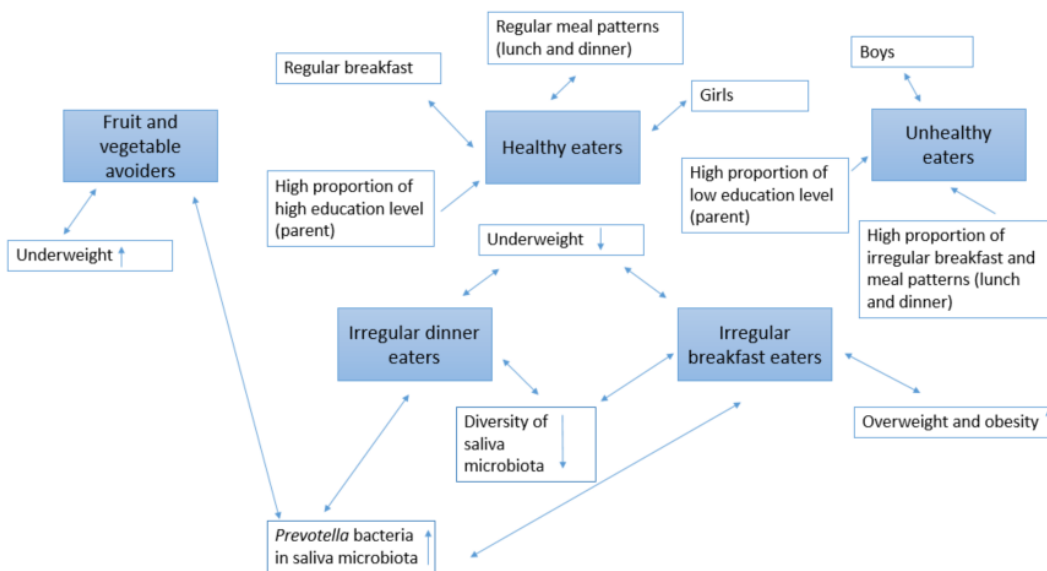 Regular meal patterns
(lunch and dinner)
Regular breakfast
Boys
Girls
Fruit and
vegetable
avoiders
Healthy eaters
Unhealthy
eaters
High proportion of
high education level
(parent)
High proportion of
low education level
(parent)
Underweight ↑
Underweight ↓
High proportion of
irregular breakfast and
meal patterns (lunch
and dinner)
Irregular dinner
eaters
Irregular
breakfast eaters
Diversity of
saliva
microbiota ↓
Overweight and obesity
Prevotella bacteria
in saliva microbiota ↑